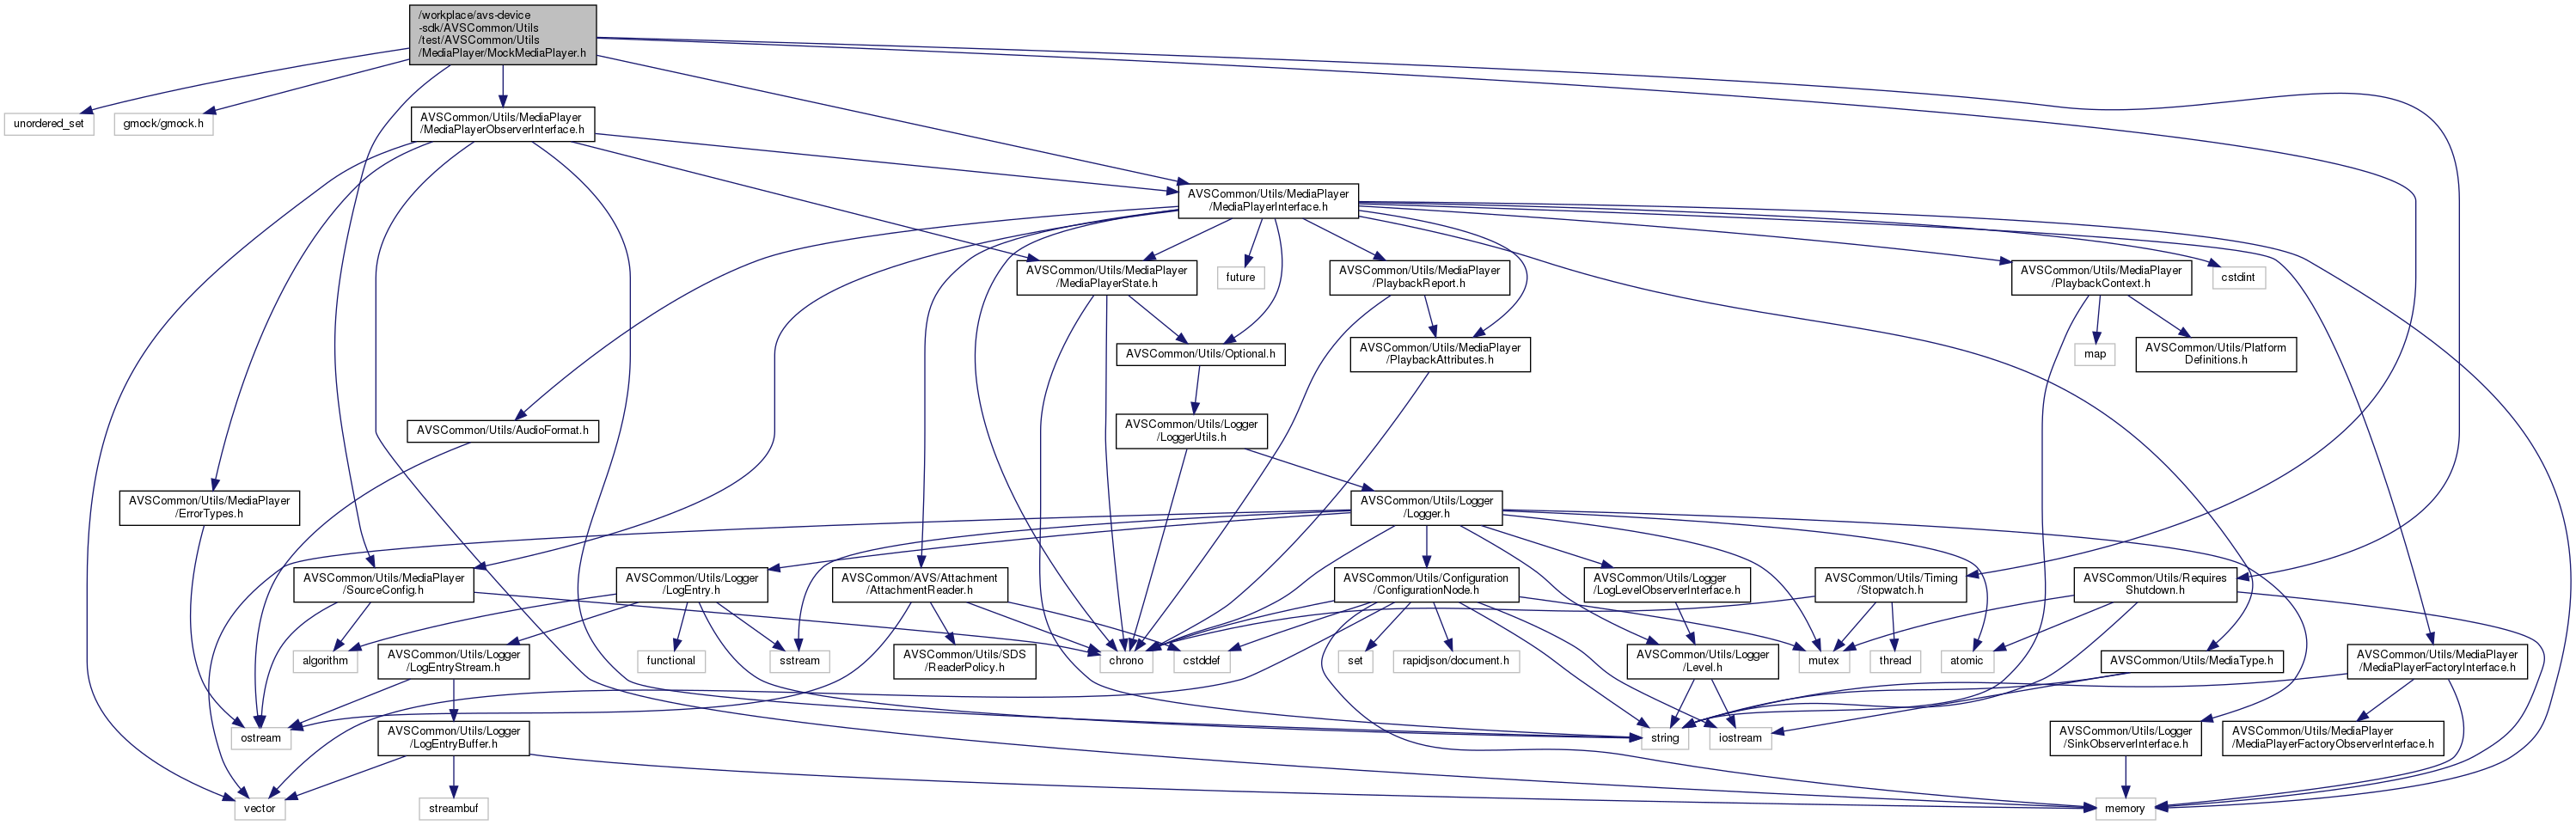 /workplace/avs-device
-sdk/AVSCommon/Utils
/test/AVSCommon/Utils
/MediaPlayer/MockMediaPlayer.h
unordered_set
gmock/gmock.h
AVSCommon/Utils/MediaPlayer
/MediaPlayerObserverInterface.h
AVSCommon/Utils/MediaPlayer
/MediaPlayerInterface.h
AVSCommon/Utils/MediaPlayer
/MediaPlayerState.h
future
AVSCommon/Utils/MediaPlayer
/PlaybackReport.h
AVSCommon/Utils/MediaPlayer
/PlaybackContext.h
cstdint
AVSCommon/Utils/Optional.h
AVSCommon/Utils/MediaPlayer
/PlaybackAttributes.h
map
AVSCommon/Utils/Platform
Definitions.h
AVSCommon/Utils/AudioFormat.h
AVSCommon/Utils/Logger
/LoggerUtils.h
AVSCommon/Utils/MediaPlayer
/ErrorTypes.h
AVSCommon/Utils/Logger
/Logger.h
AVSCommon/Utils/MediaPlayer
/SourceConfig.h
AVSCommon/Utils/Logger
/LogEntry.h
AVSCommon/AVS/Attachment
/AttachmentReader.h
AVSCommon/Utils/Configuration
/ConfigurationNode.h
AVSCommon/Utils/Logger
/LogLevelObserverInterface.h
AVSCommon/Utils/Timing
/Stopwatch.h
AVSCommon/Utils/Requires
Shutdown.h
algorithm
AVSCommon/Utils/Logger
/LogEntryStream.h
functional
sstream
AVSCommon/Utils/SDS
/ReaderPolicy.h
chrono
cstddef
set
rapidjson/document.h
AVSCommon/Utils/Logger
/Level.h
mutex
thread
atomic
AVSCommon/Utils/MediaType.h
AVSCommon/Utils/MediaPlayer
/MediaPlayerFactoryInterface.h
ostream
AVSCommon/Utils/Logger
/LogEntryBuffer.h
string
iostream
AVSCommon/Utils/Logger
/SinkObserverInterface.h
AVSCommon/Utils/MediaPlayer
/MediaPlayerFactoryObserverInterface.h
vector
streambuf
memory